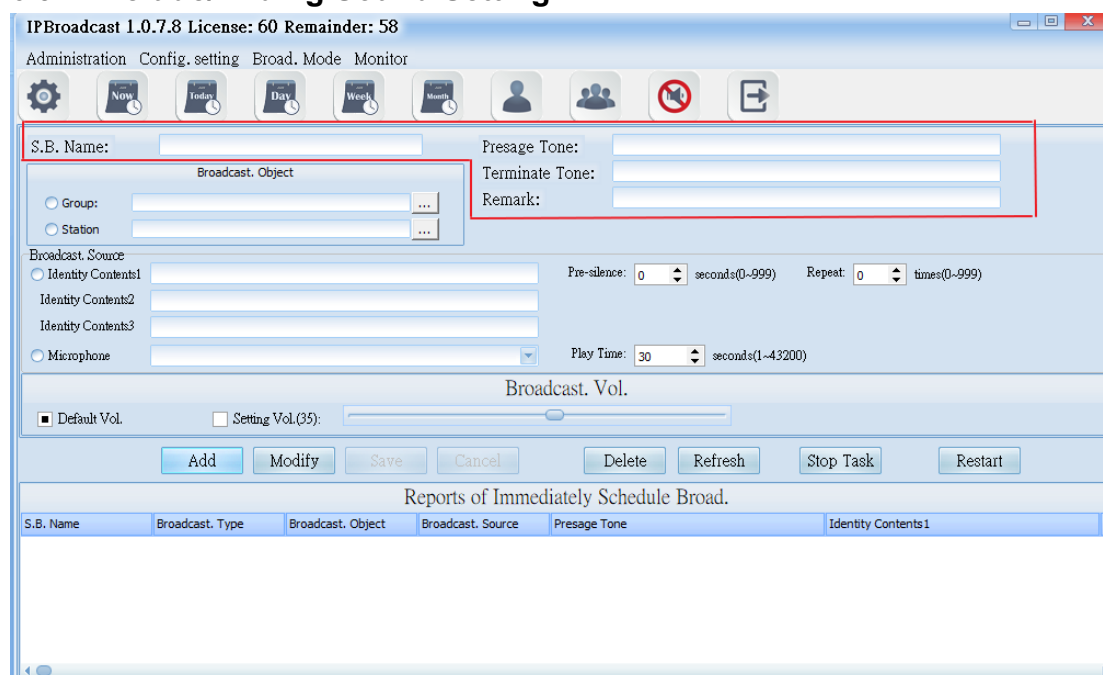 IPBroadcast 1.0.7.8 License: 60 Remainder: 58
Administration Config. setting Broad. Mode Monitor
Now Today Day Week Month
S.B. Name: Presage Tone:
Broadcast. Object Terminate Tone:
Group: ... Remark:
Station ...
Broadcast. Source
Identity Contents1 Pre-silence: 0 seconds(0~999) Repeat: 0 times(0~999)
Identity Contents2
Identity Contents3
Microphone Play Time: 30 seconds(1~43200)
Broadcast. Vol.
Default Vol. Setting Vol.(35):
Add Modify Save Cancel Delete Refresh Stop Task Restart
Reports of Immediately Schedule Broad.
S.B. Name Broadcast. Type Broadcast. Object Broadcast. Source Presage Tone Identity Contents1